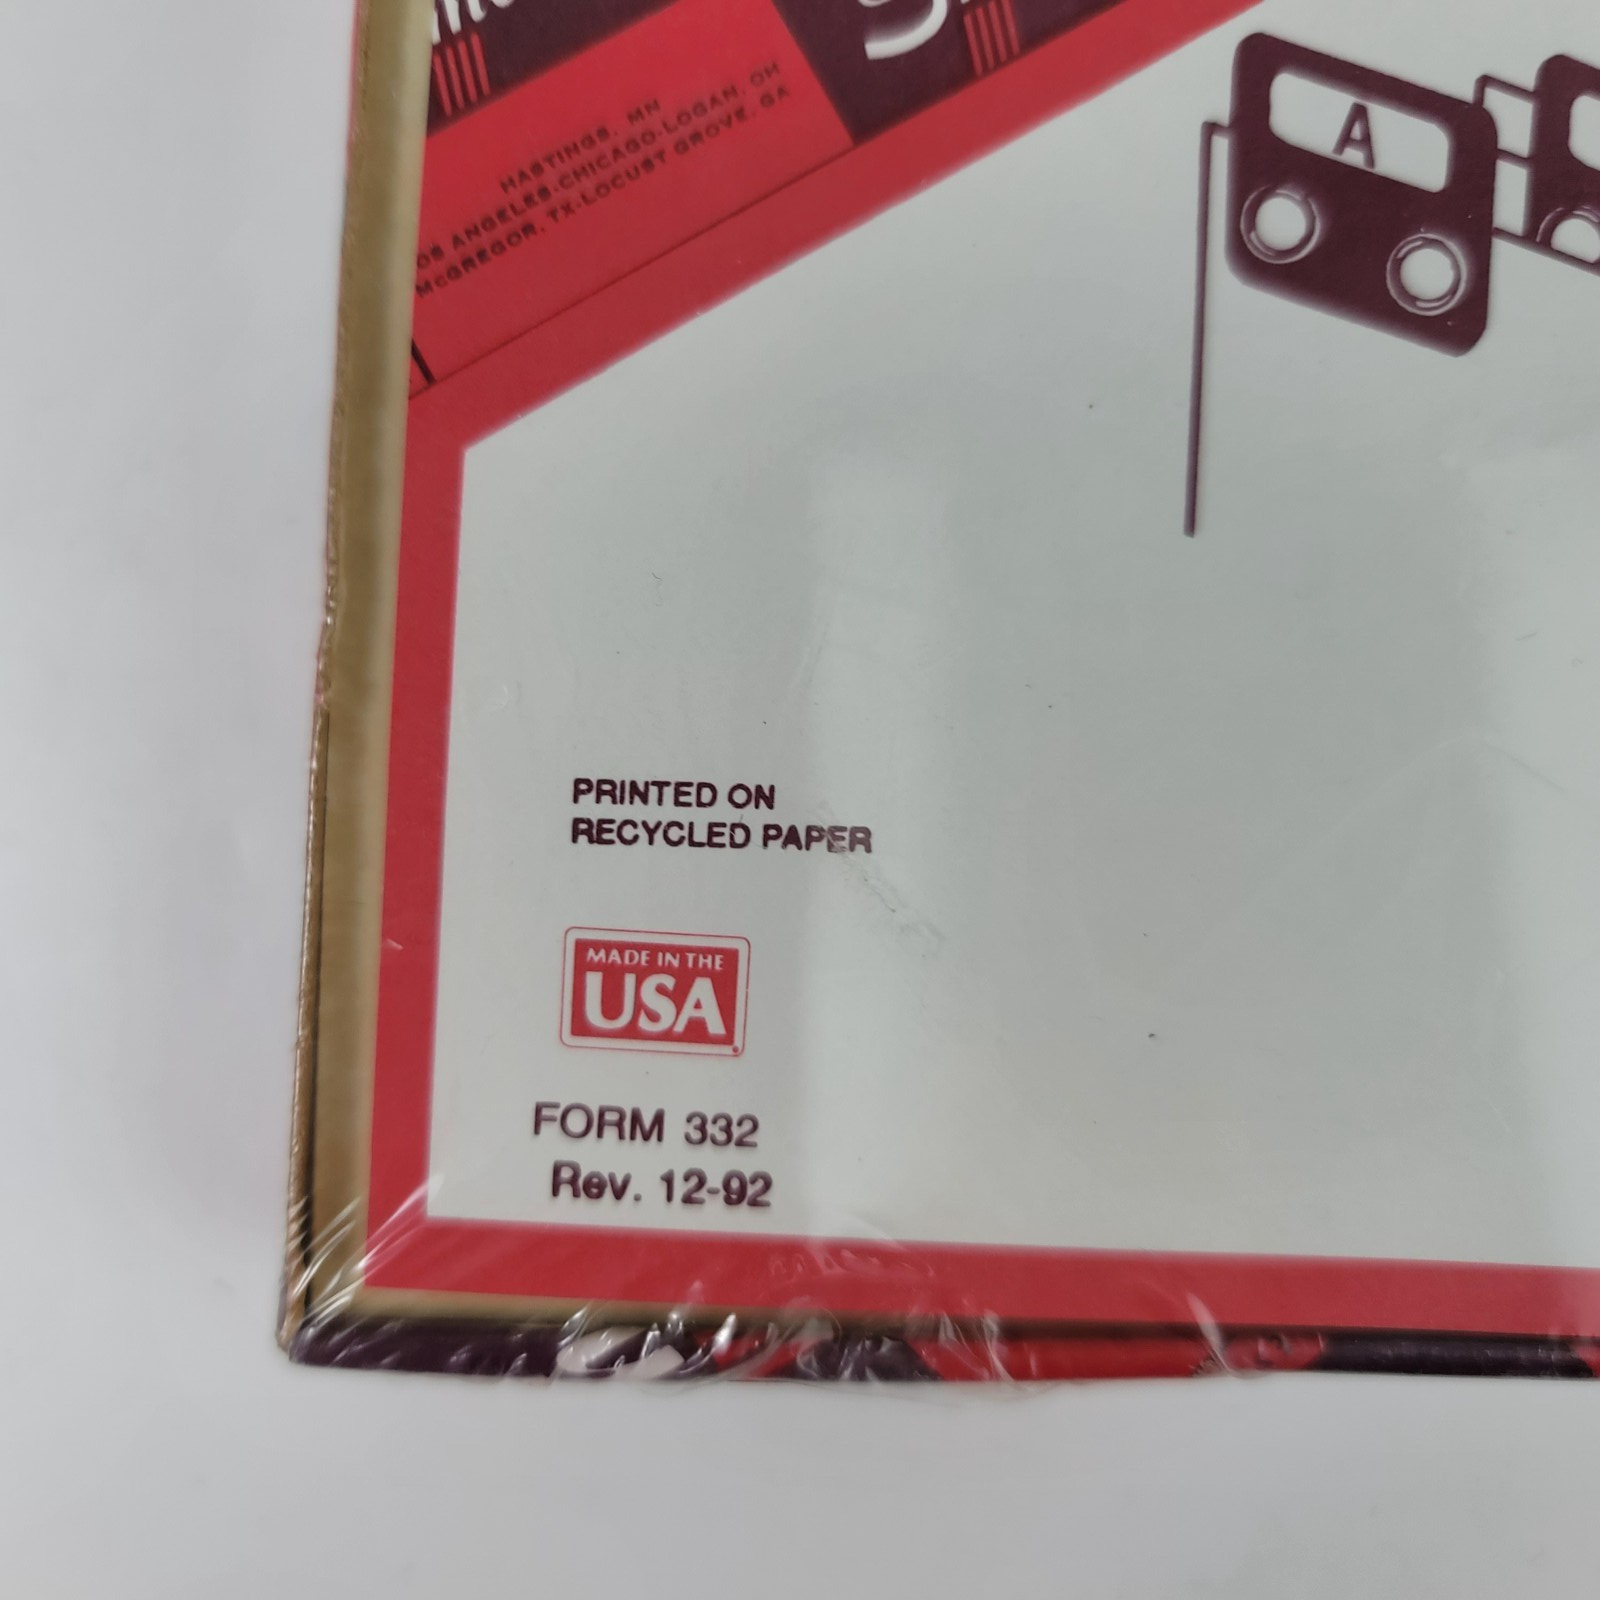 HASTINGS, MN
ANGELES-CHICAGO-LOGAN, OH
McGREGOR, TX-LOCUST GROVE, GA
A
PRINTED ON
RECYCLED PAPER
MADE IN THE
USA
FORM 332
Rev. 12-92